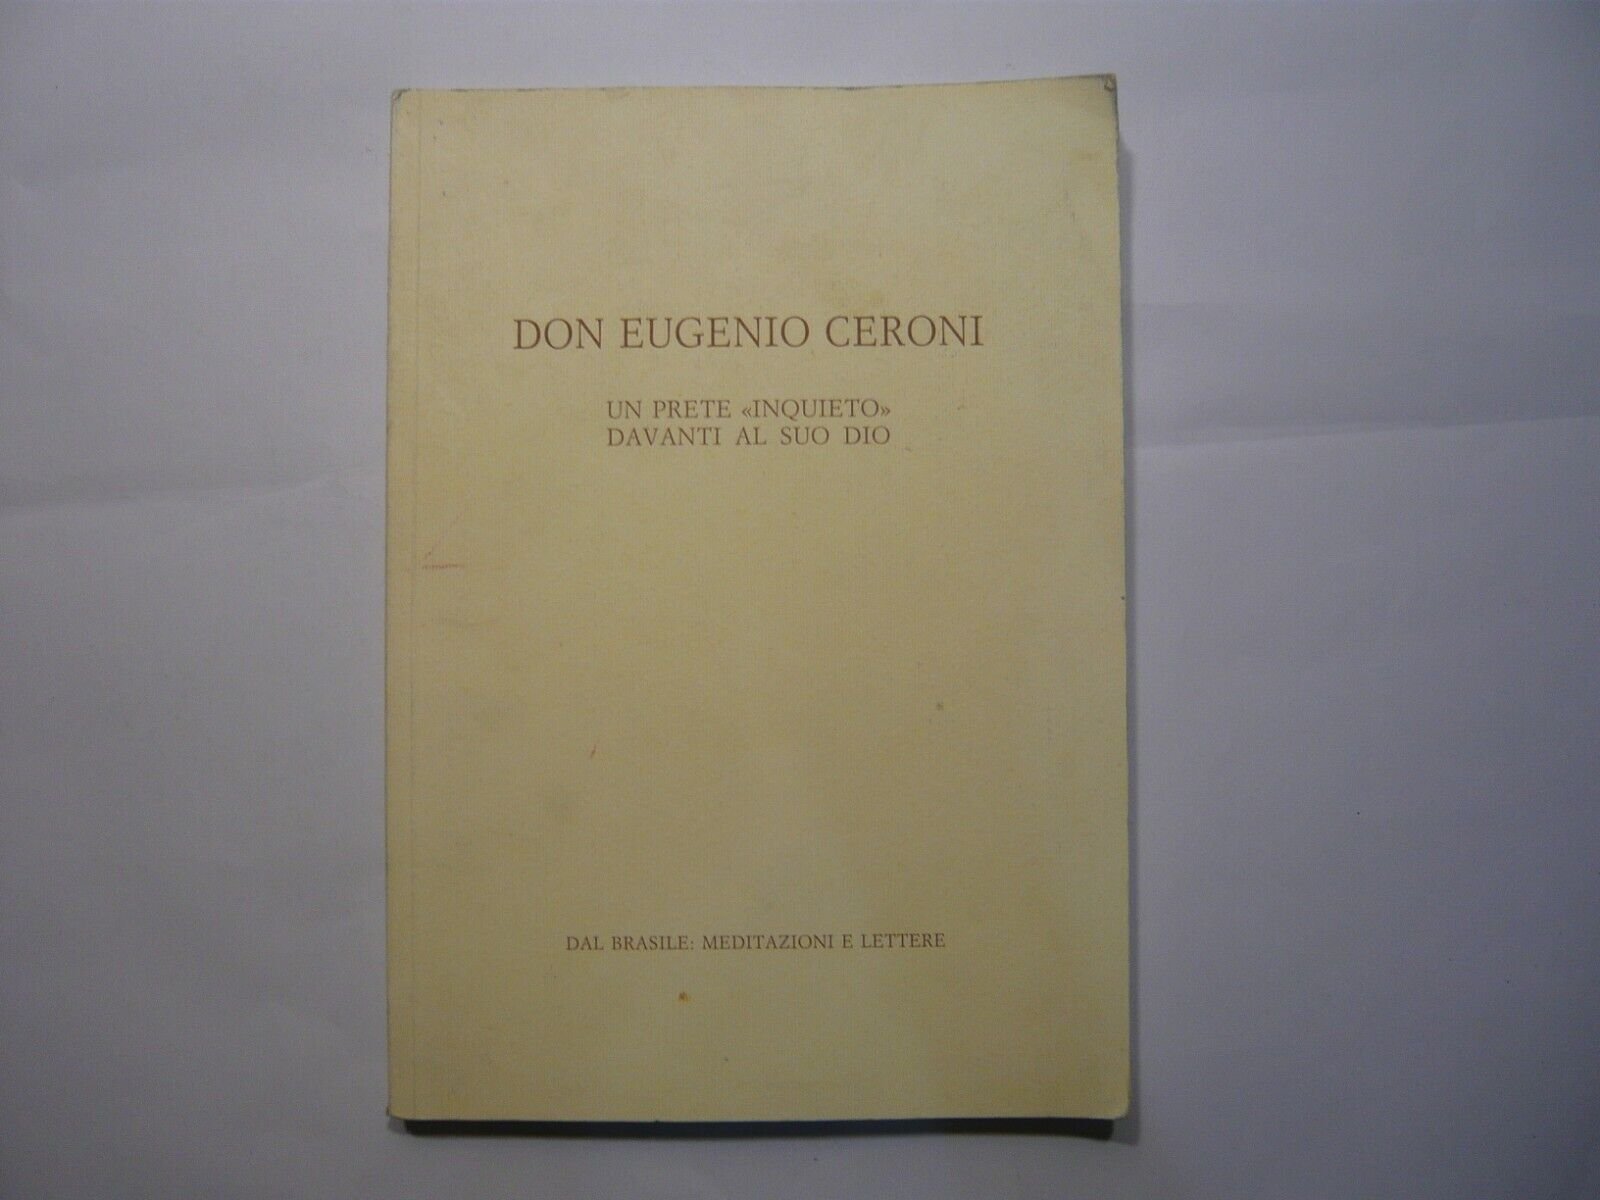 DON EUGENIO CERONI
UN PRETE «INQUIETO»
DAVANTI AL SUO DIO
DAL BRASILE: MEDITAZIONI E LETTERE